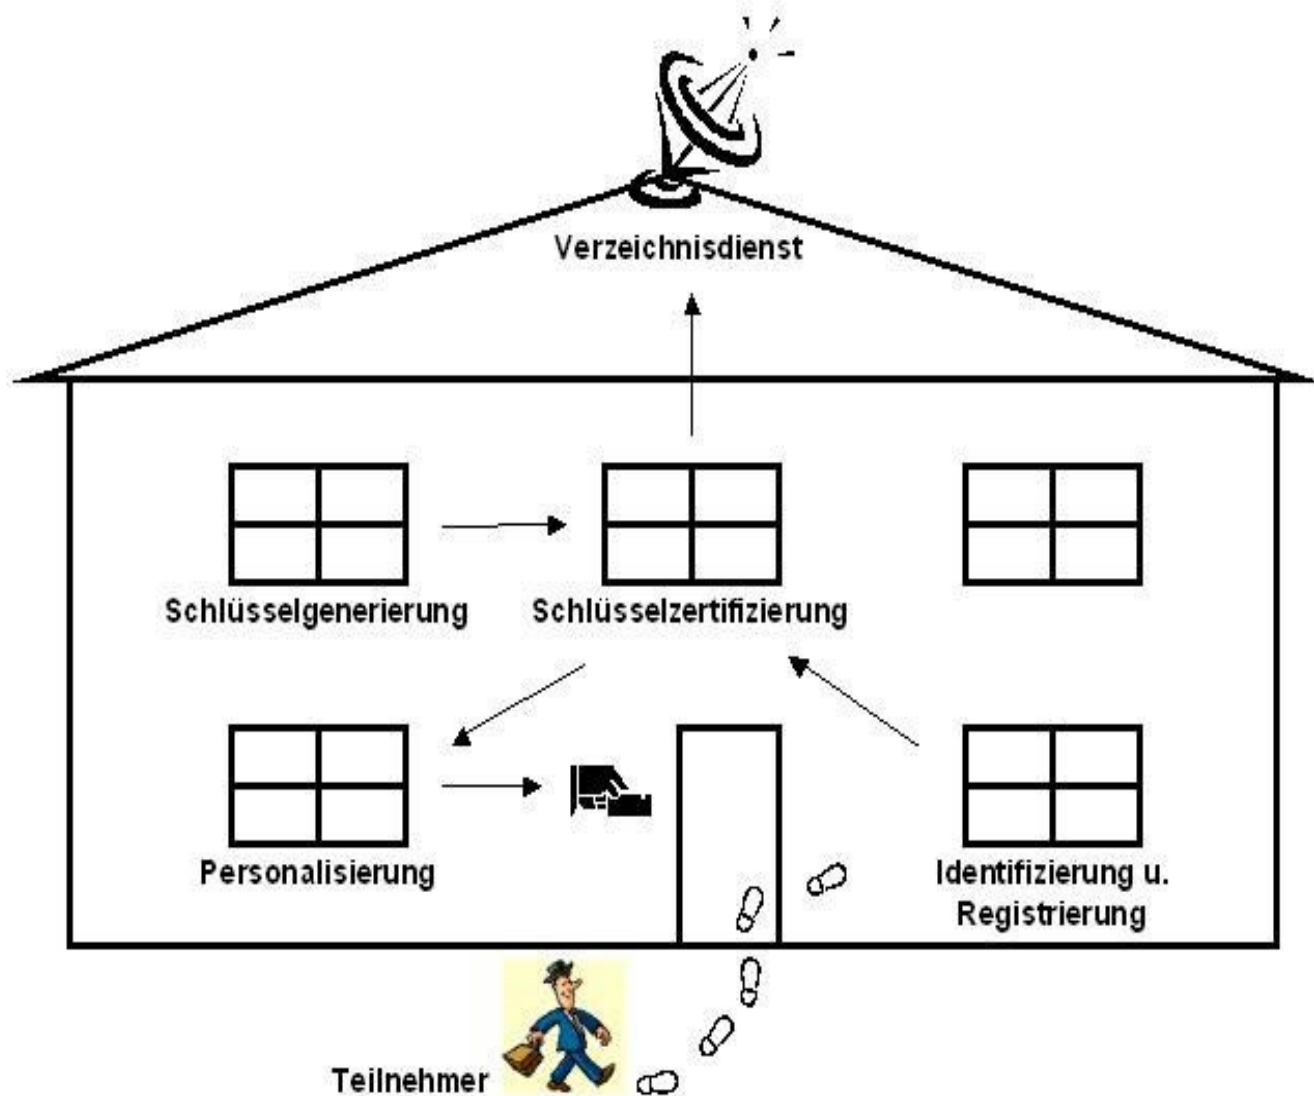 Verzeichnisdienst
Schlüsselgenerierung
Schlüsselzertifizierung
Personalisierung
Identifizierung u.
Registrierung
Teilnehmer